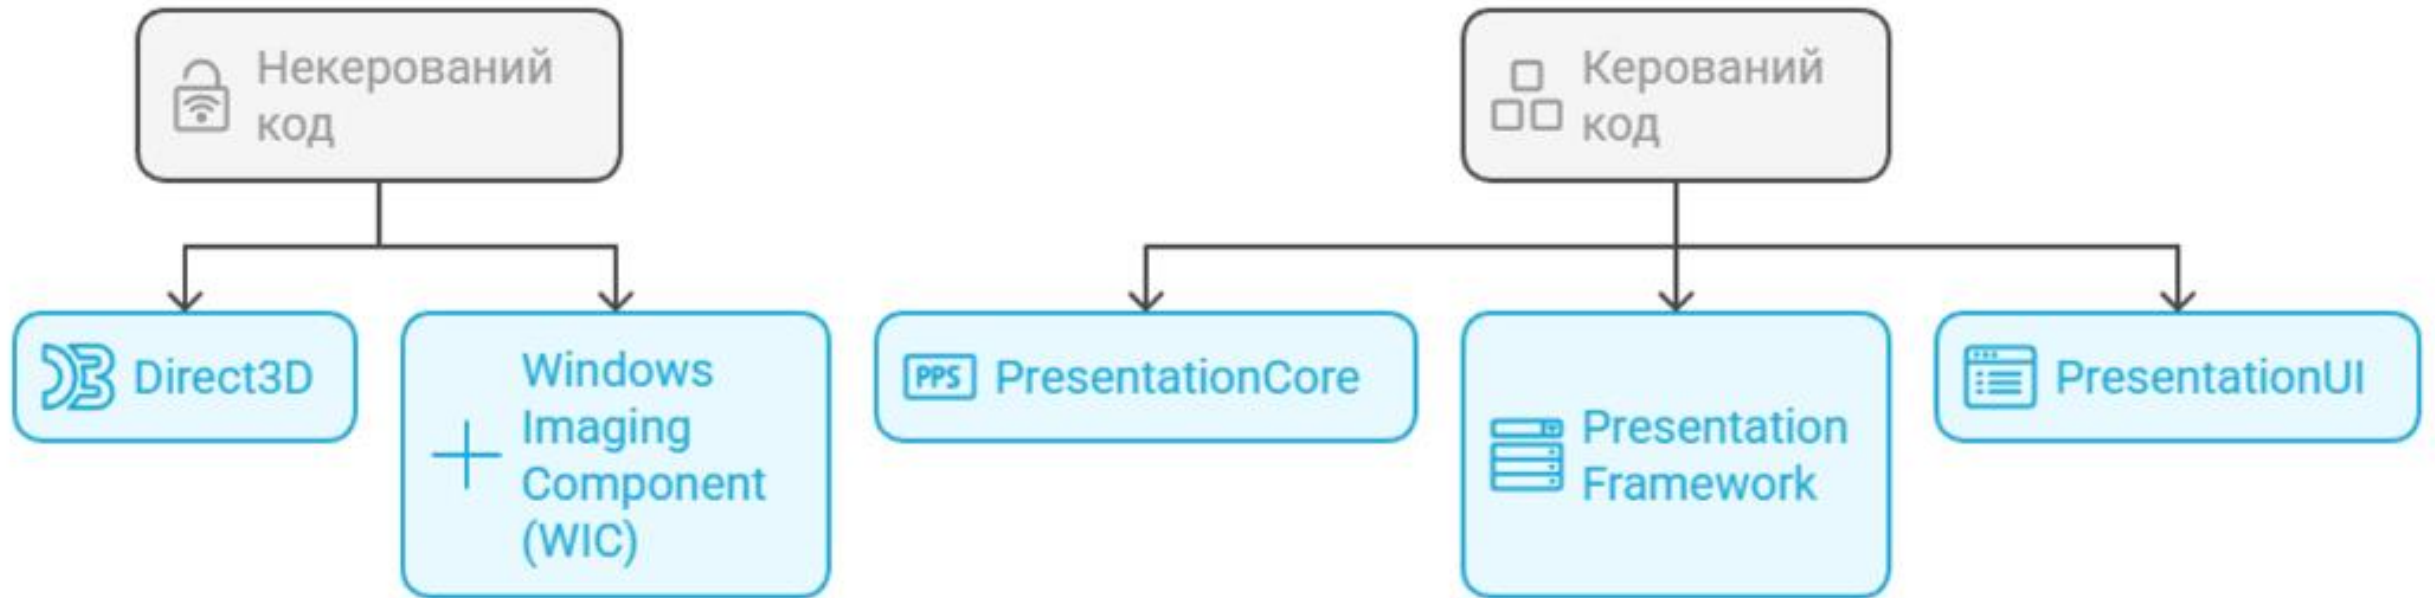 Некерований
код
Керований
код
Direct3D
Windows
Imaging
Component
(WIC)
PPS
PresentationCore
Presentation
Framework
PresentationUI